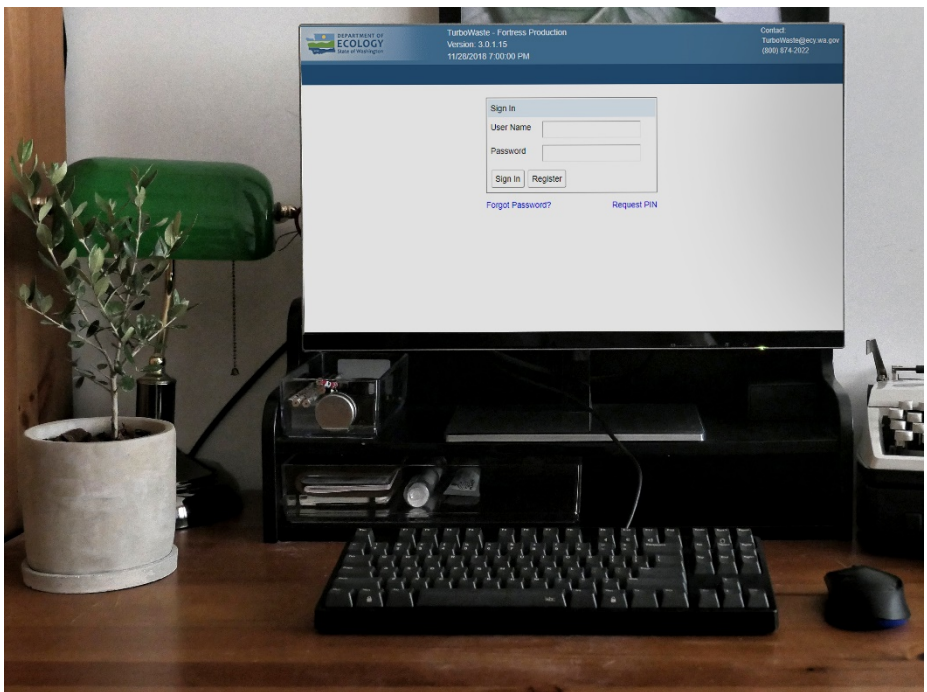 DEPARTMENT OF
ECOLOGY
State of Washington
TurboWaste - Fortress Production
Version: 3.0.1.15
11/28/2018 7:00:00 PM
Contact:
TurboWaste@ecy.wa.gov
(800) 874-2022
Sign In
User Name
Password
Sign In Register
Forgot Password? Request PIN